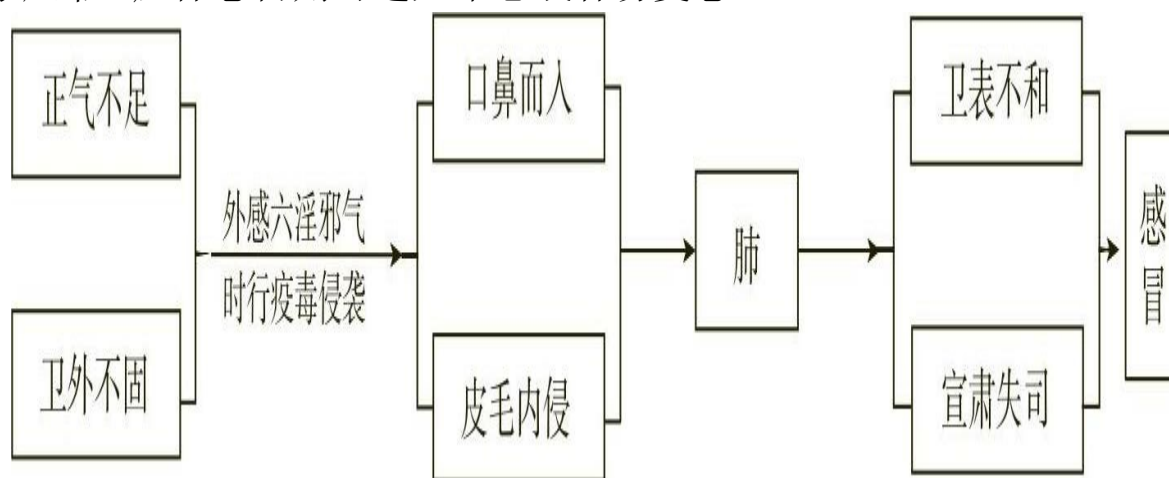 正气不足
卫外不固
外感六淫邪气
时行疫毒侵袭
口鼻而入
皮毛内侵
肺
卫表不和
宣肃失司
感
冒